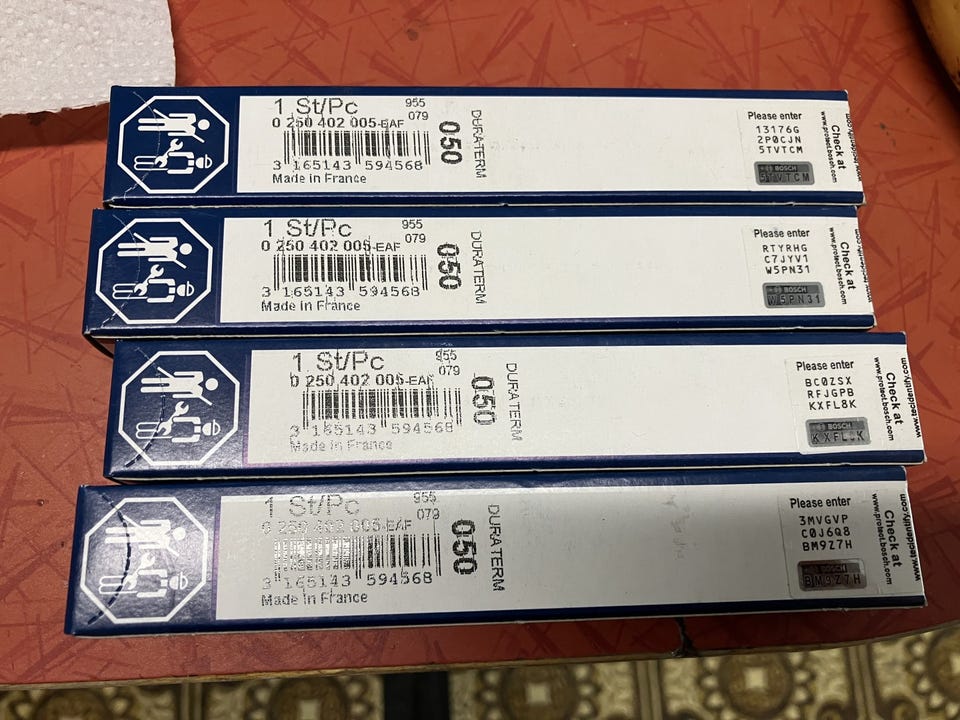 1 St/Pc
955
079
0 250 402 005-EAF
3 165143 594568
Made in France
050
DURATERM
Please enter
13176G
2P0CJN
5TVTCM
BOSCH
5TVTCM
Check at
www.protect.bosch.com
1 St/Pc
955
079
0 250 402 005-EAF
3 165143 594568
Made in France
050
DURATERM
Please enter
RTYRHG
C7JYV1
W5PN31
BOSCH
W5PN31
Check at
www.protect.bosch.com
1 St/Pc
955
079
0 250 402 005-EAF
3 165143 594568
Made in France
050
DURATERM
Please enter
BC0ZSX
RFJGPB
KXFL8K
BOSCH
KXFL8K
Check at
www.protect.bosch.com
www.tecidentify.com
1 St/Pc
955
079
0 250 402 005-EAF
3 165143 594568
Made in France
050
DURATERM
Please enter
3MVGVP
C0J6Q8
BM9Z7H
BOSCH
BM9Z7H
Check at
www.protect.bosch.com